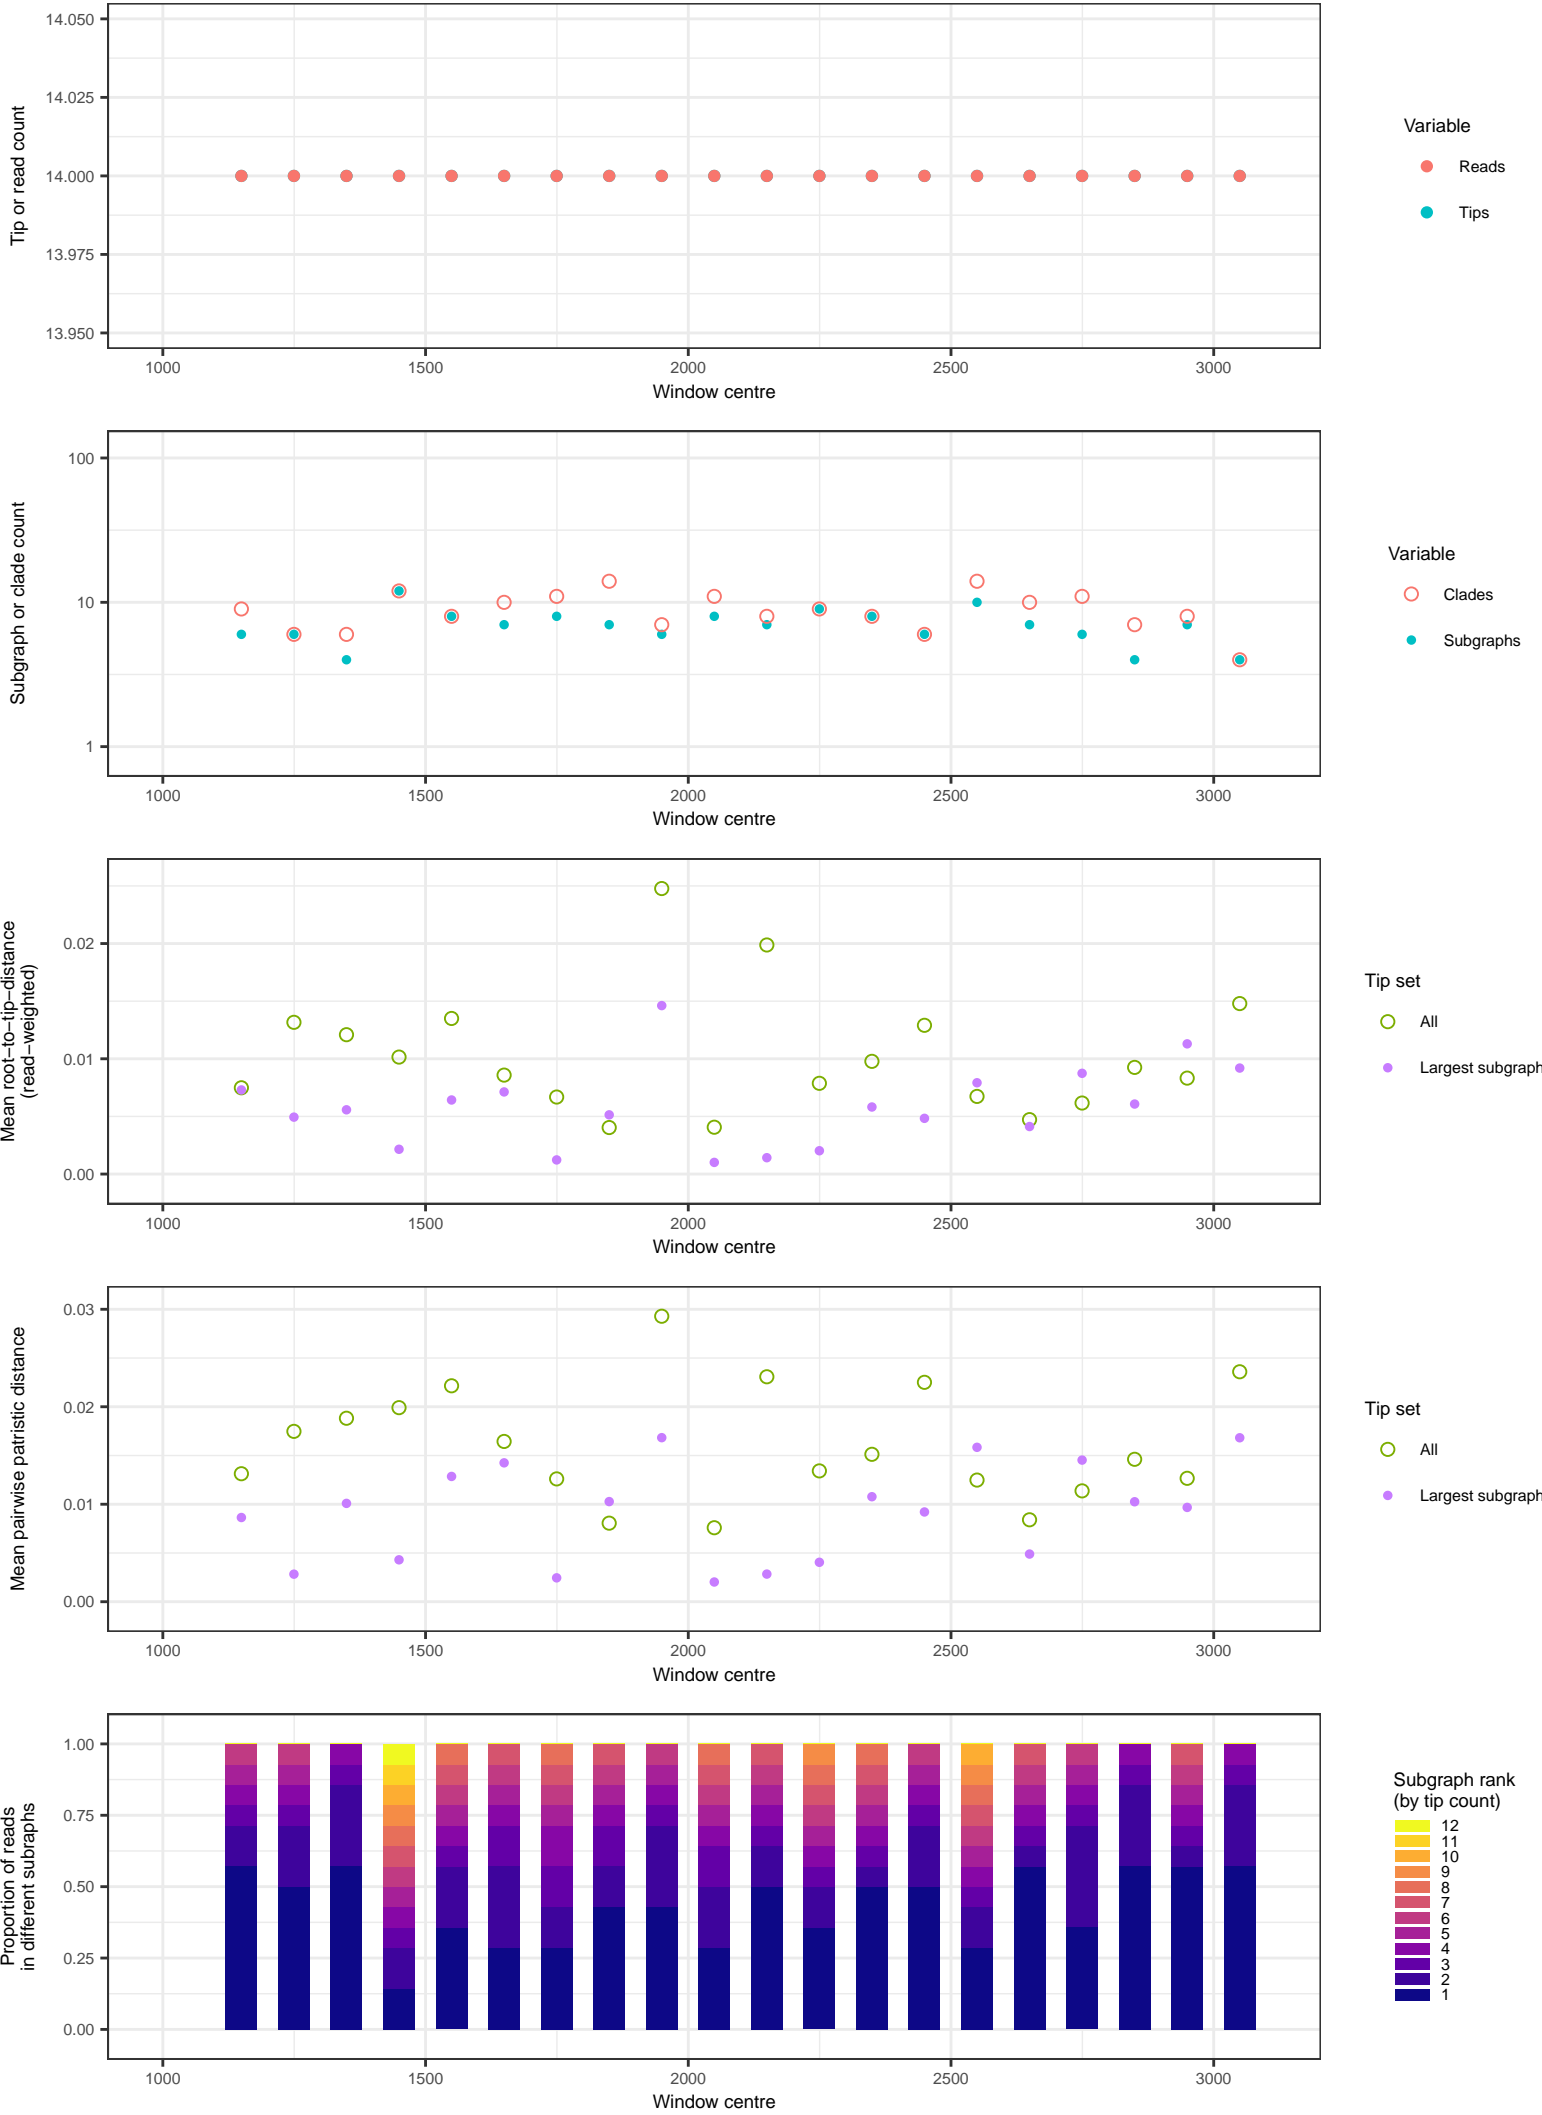 14.050
14.025
14.000
13.975
13.950
Tip or read count
1000 1500 2000 2500 3000
Window centre
Variable
Reads
Tips
100
10
1
Subgraph or clade count
1000 1500 2000 2500 3000
Window centre
Variable
Clades
Subgraphs
0.02
0.01
0.00
Mean root−to−tip−distance
(read−weighted)
1000 1500 2000 2500 3000
Window centre
Tip set
All
Largest subgraph
0.03
0.02
0.01
0.00
Mean pairwise patristic distance
1000 1500 2000 2500 3000
Window centre
Tip set
All
Largest subgraph
1.00
0.75
0.50
0.25
0.00
Proportion of reads
in different subraphs
1000 1500 2000 2500 3000
Window centre
Subgraph rank
(by tip count)
12
11
10
9
8
7
6
5
4
3
2
1